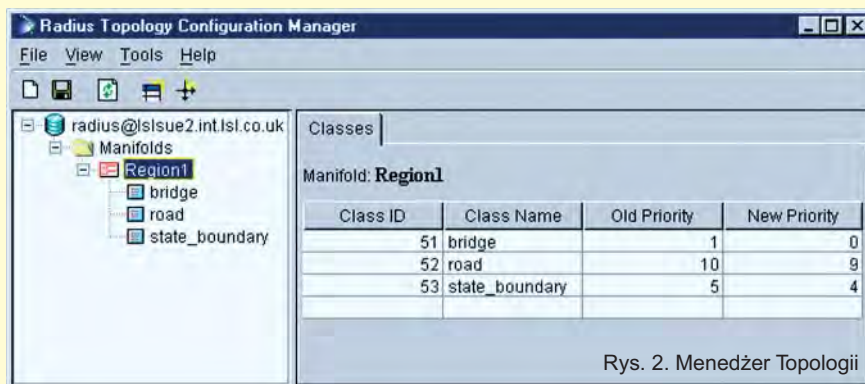 Radius Topology Configuration Manager
File View Tools Help
radius@lslsue2.int.lsl.co.uk
Manifolds
Region1
bridge
road
state_boundary
Classes
Manifold: Region1
Class ID Class Name Old Priority New Priority
51 bridge 1 0
52 road 10 9
53 state_boundary 5 4
Rys. 2. Menedżer Topologii